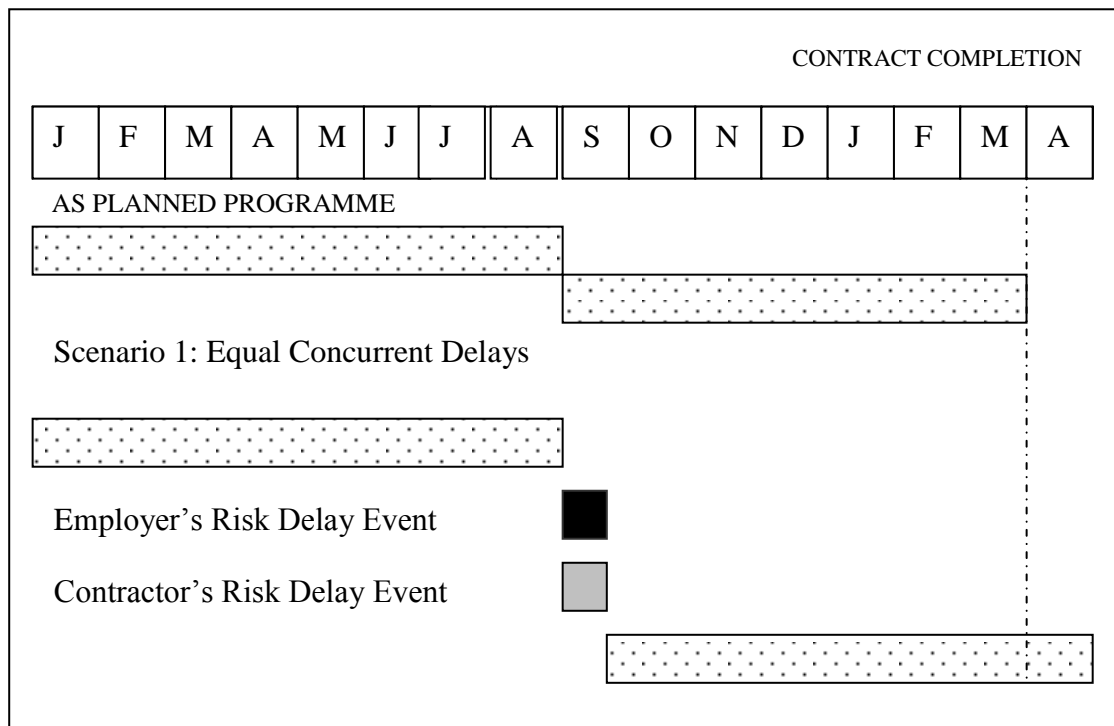 CONTRACT COMPLETION
J F M A M J J A S O N D J F M A
AS PLANNED PROGRAMME
Scenario 1: Equal Concurrent Delays
Employer’s Risk Delay Event
Contractor’s Risk Delay Event